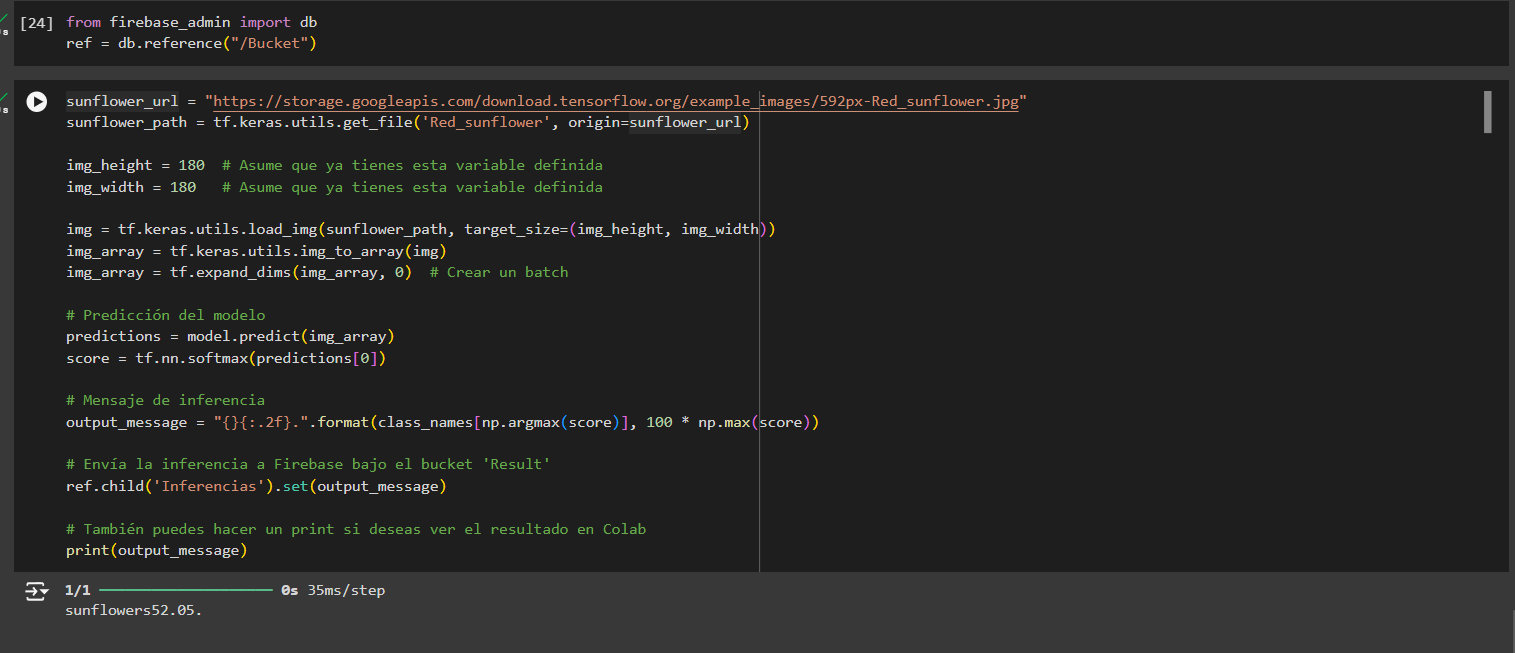 [24] from firebase_admin import db
ref = db.reference("/Bucket")
sunflower_url = "https://storage.googleapis.com/download.tensorflow.org/example_images/592px-Red_sunflower.jpg"
sunflower_path = tf.keras.utils.get_file('Red_sunflower', origin=sunflower_url)
img_height = 180  # Asume que ya tienes esta variable definida
img_width = 180   # Asume que ya tienes esta variable definida
img = tf.keras.utils.load_img(sunflower_path, target_size=(img_height, img_width))
img_array = tf.keras.utils.img_to_array(img)
img_array = tf.expand_dims(img_array, 0)  # Crear un batch
# Predicción del modelo
predictions = model.predict(img_array)
score = tf.nn.softmax(predictions[0])
# Mensaje de inferencia
output_message = "{}{:.2f}.".format(class_names[np.argmax(score)], 100 * np.max(score))
# Envía la inferencia a Firebase bajo el bucket 'Result'
ref.child('Inferencias').set(output_message)
# También puedes hacer un print si deseas ver el resultado en Colab
print(output_message)
1/1 0s 35ms/step
sunflowers52.05.